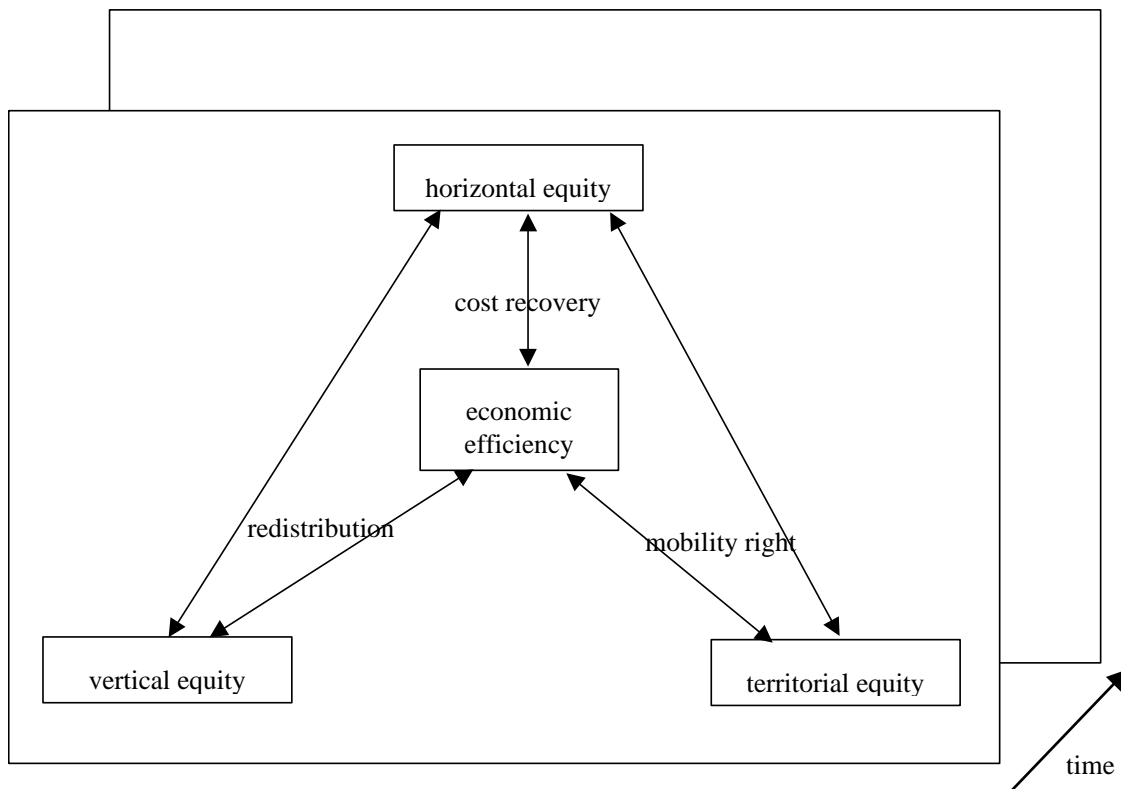 horizontal equity
cost recovery
economic
efficiency
redistribution
mobility right
vertical equity
territorial equity
time